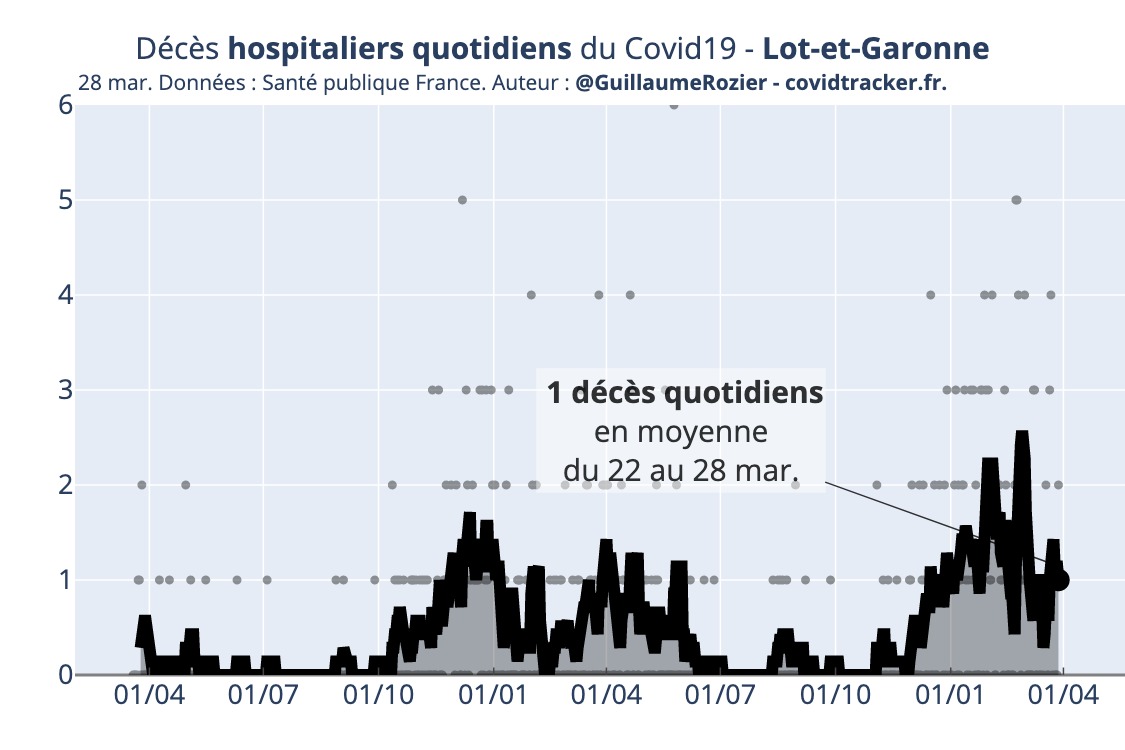 Décès hospitaliers quotidiens du Covid19 - Lot-et-Garonne
28 mar. Données : Santé publique France. Auteur : @GuillaumeRozier - covidtracker.fr.
6
5
4
3
2
1
0
1 décès quotidiens
en moyenne
du 22 au 28 mar.
01/04 01/07 01/10 01/01 01/04 01/07 01/10 01/01 01/04